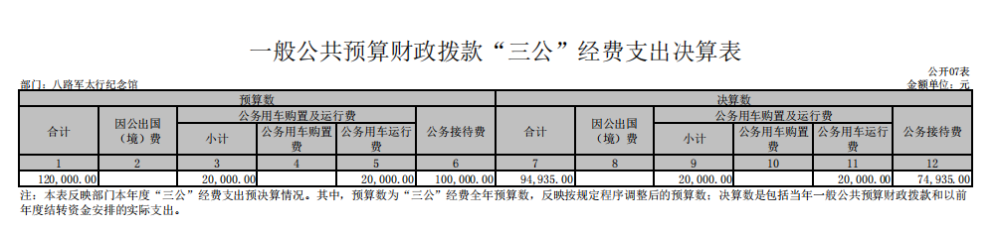 一般公共预算财政拨款“三公”经费支出决算表
公开07表
部门：八路军太行纪念馆 金额单位：元
预算数 决算数
合计 因公出国（境）费 公务用车购置及运行费 公务接待费 合计 因公出国（境）费 公务用车购置及运行费 公务接待费
小计 公务用车购置费 公务用车运行费 小计 公务用车购置费 公务用车运行费
1 2 3 4 5 6 7 8 9 10 11 12
120,000.00 20,000.00 20,000.00 100,000.00 94,935.00 20,000.00 20,000.00 74,935.00
注：本表反映部门本年度“三公”经费支出预决算情况。其中，预算数为“三公”经费全年预算数，反映按规定程序调整后的预算数；决算数是包括当年一般公共预算财政拨款和以前
年度结转资金安排的实际支出。